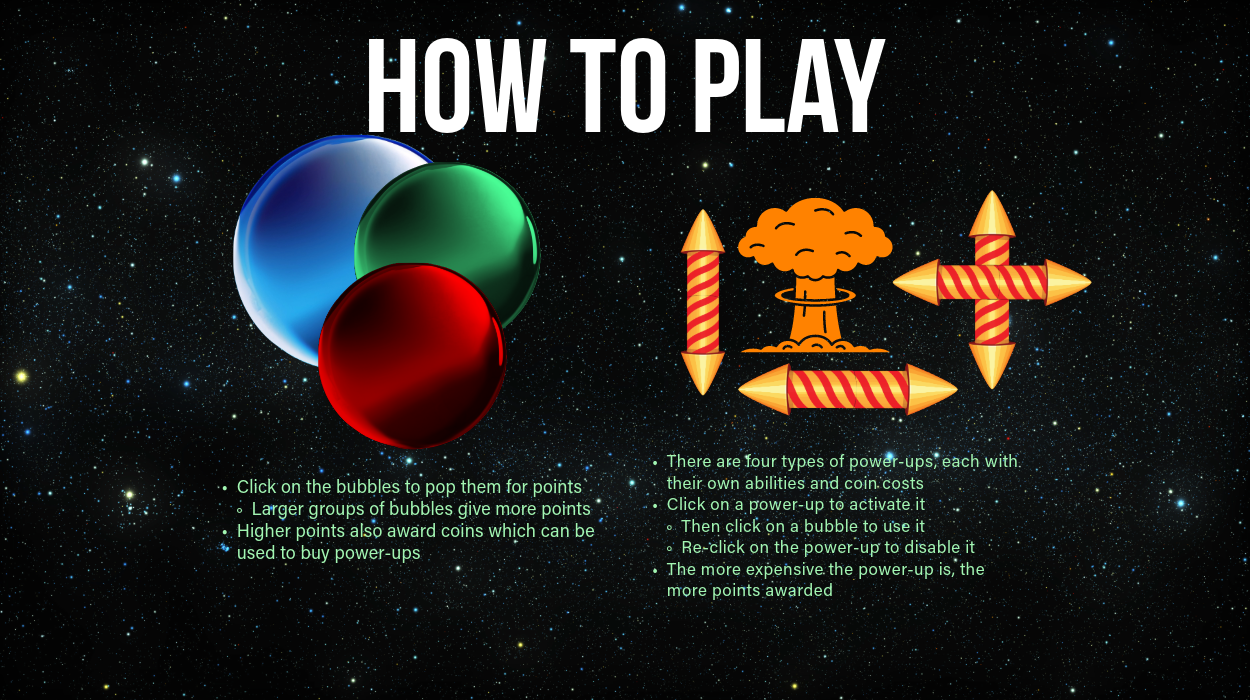 HOW TO PLAY
• Click on the bubbles to pop them for points
◦ Larger groups of bubbles give more points
• Higher points also award coins which can be
used to buy power-ups
• There are four types of power-ups, each with
their own abilities and coin costs
• Click on a power-up to activate it
◦ Then click on a bubble to use it
◦ Re-click on the power-up to disable it
• The more expensive the power-up is, the
more points awarded